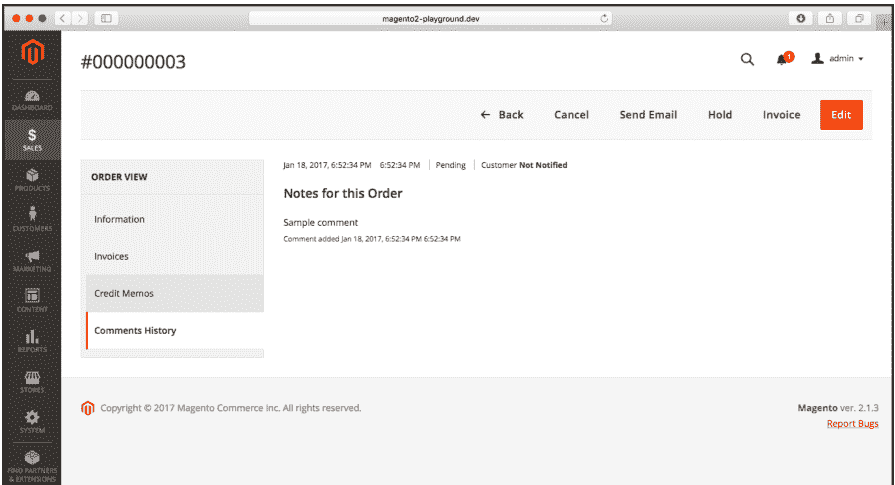 magento2-playground.dev
#000000003
1
admin
Back Cancel Send Email Hold Invoice Edit
DASHBOARD
$
SALES
PRODUCTS
CUSTOMERS
MARKETING
CONTENT
REPORTS
STORES
SYSTEM
FIND PARTNERS
& EXTENSIONS
ORDER VIEW
Information
Invoices
Credit Memos
Comments History
Jan 18, 2017, 6:52:34 PM 6:52:34 PM Pending Customer Not Notified
Notes for this Order
Sample comment
Comment added Jan 18, 2017, 6:52:34 PM 6:52:34 PM
Copyright © 2017 Magento Commerce Inc. All rights reserved.
Magento ver. 2.1.3
Report Bugs